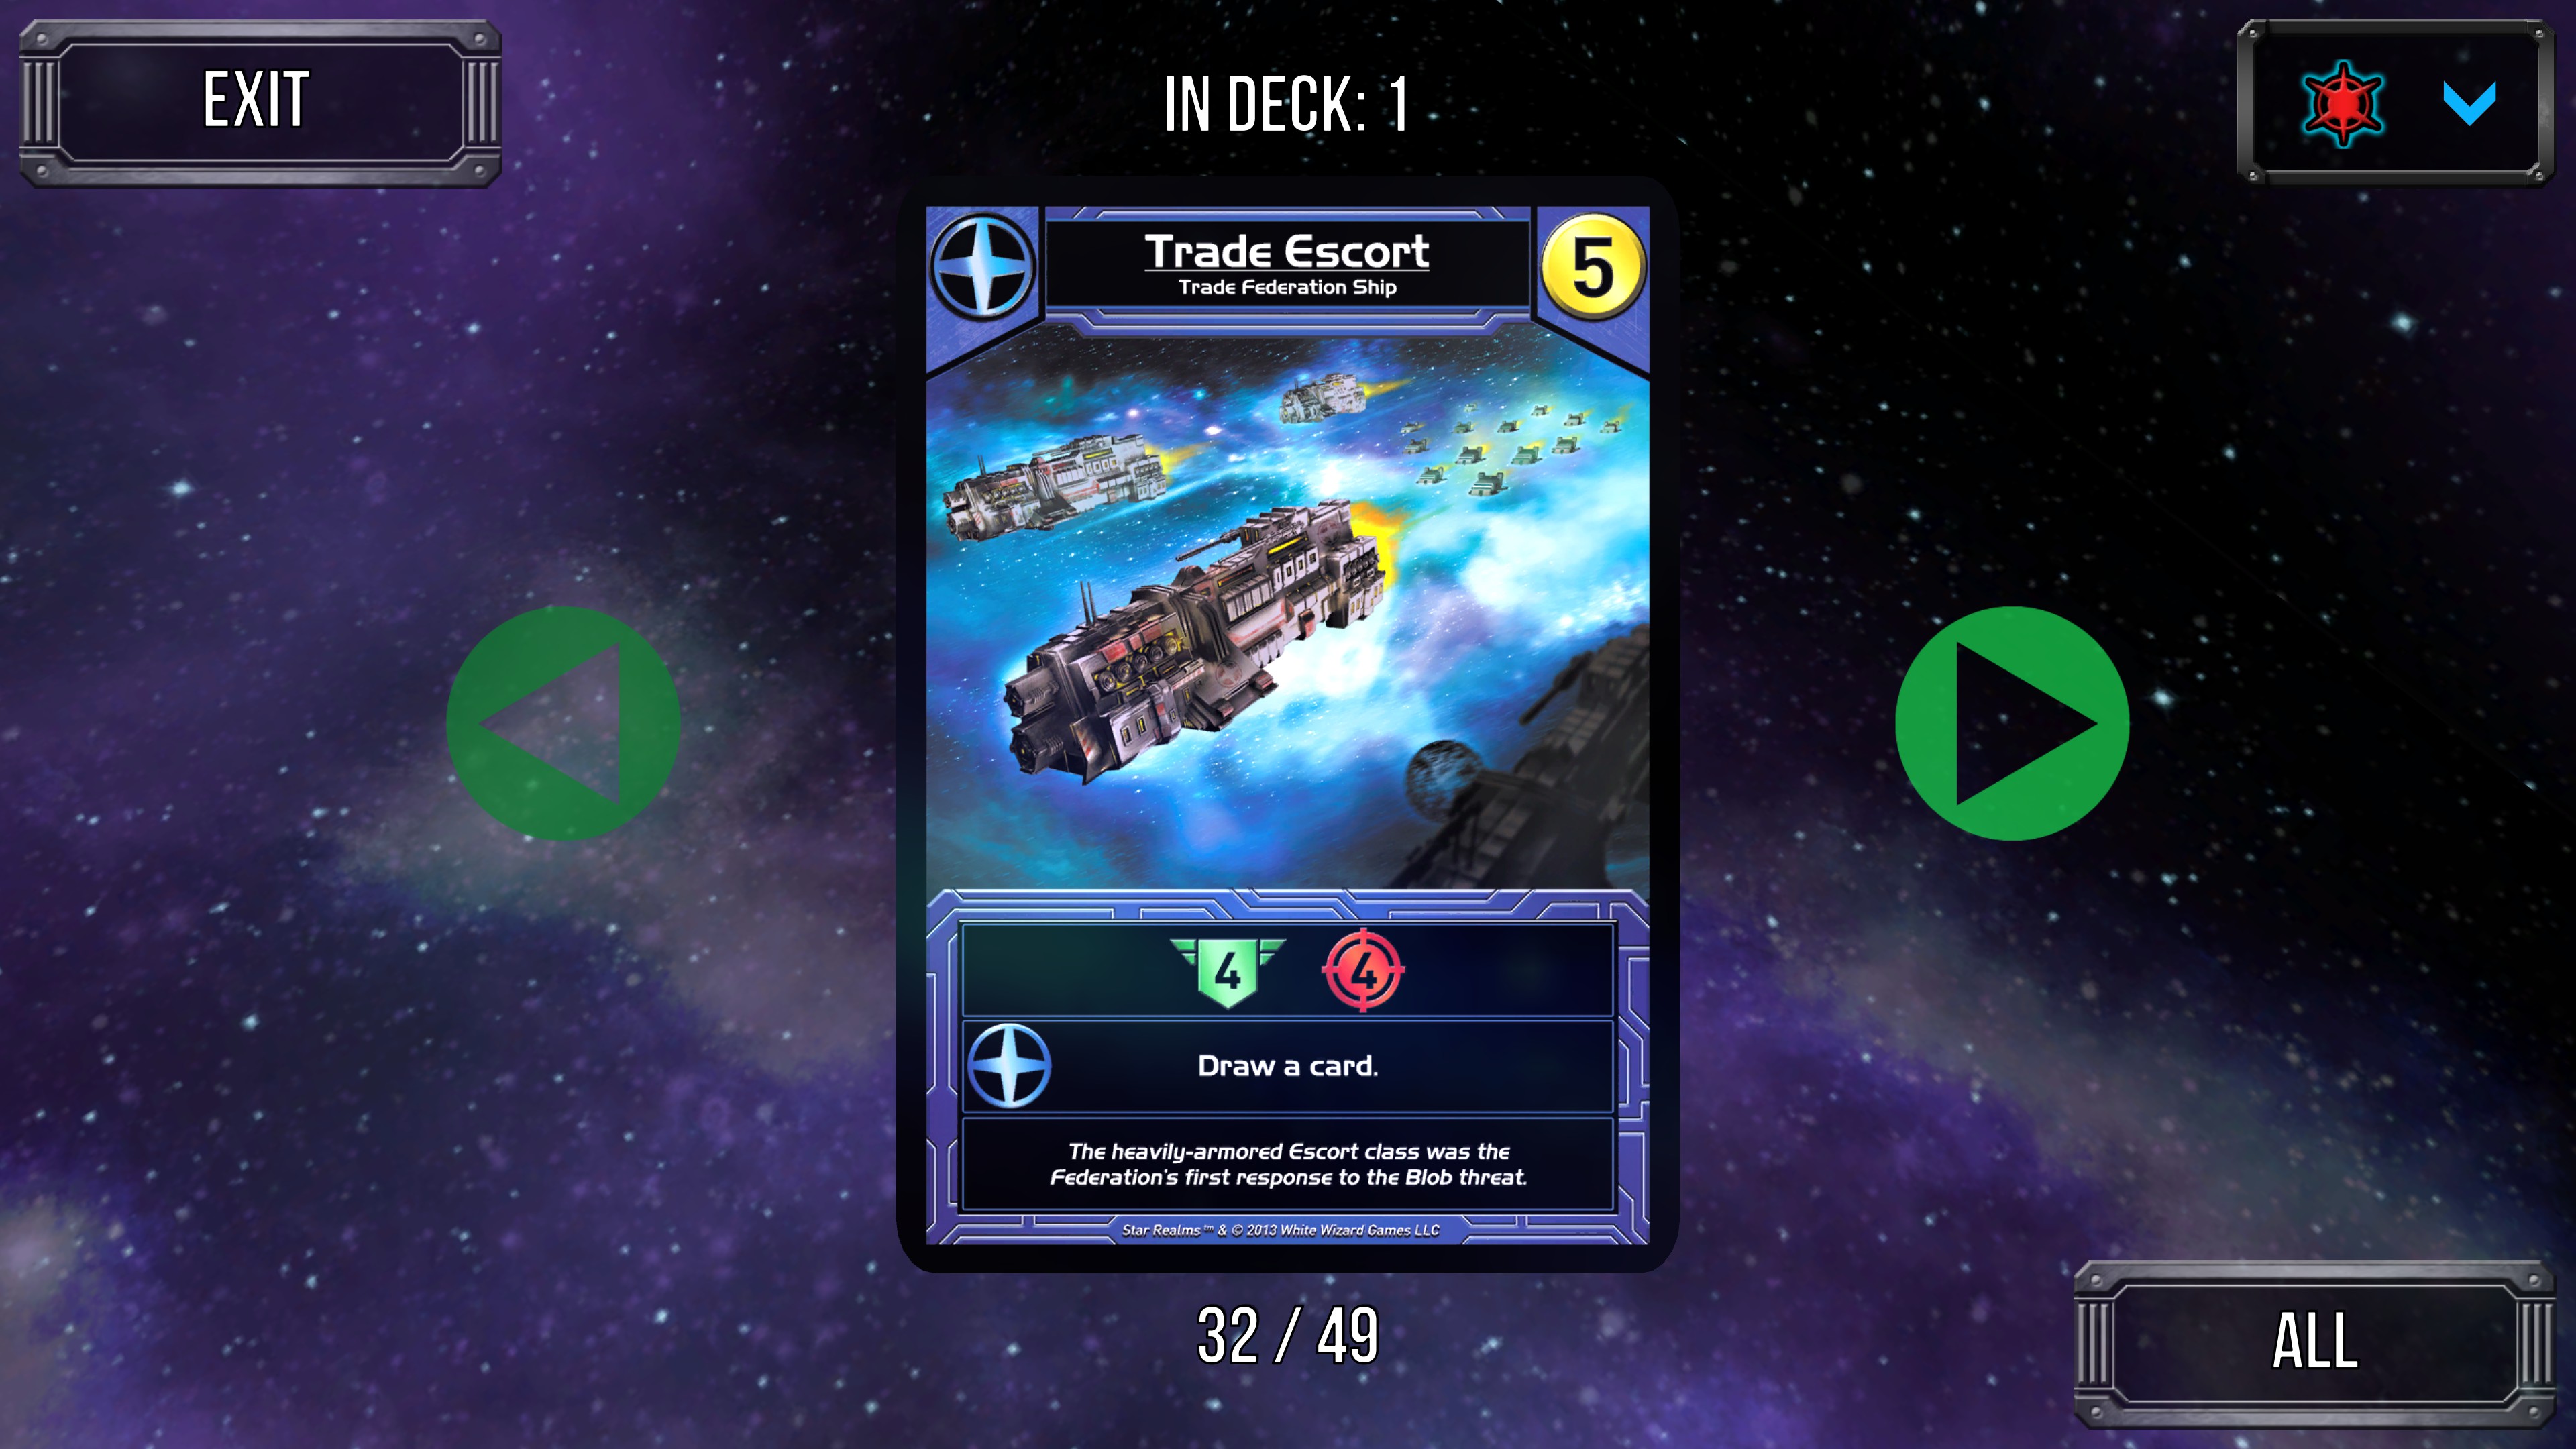 EXIT
IN DECK: 1
Trade Escort
5
Trade Federation Ship
4 4
Draw a card.
The heavily-armored Escort class was the
Federation's first response to the Blob threat.
Star Realms™ & © 2013 White Wizard Games LLC
32 / 49
ALL